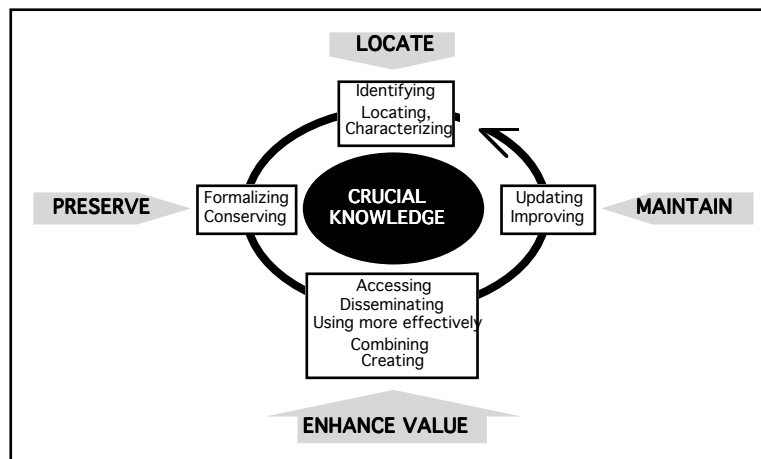 LOCATE
Identifying
Locating,
Characterizing
PRESERVE
Formalizing
Conserving
CRUCIAL
KNOWLEDGE
Updating
Improving
MAINTAIN
Accessing
Disseminating
Using more effectively
Combining
Creating
ENHANCE VALUE